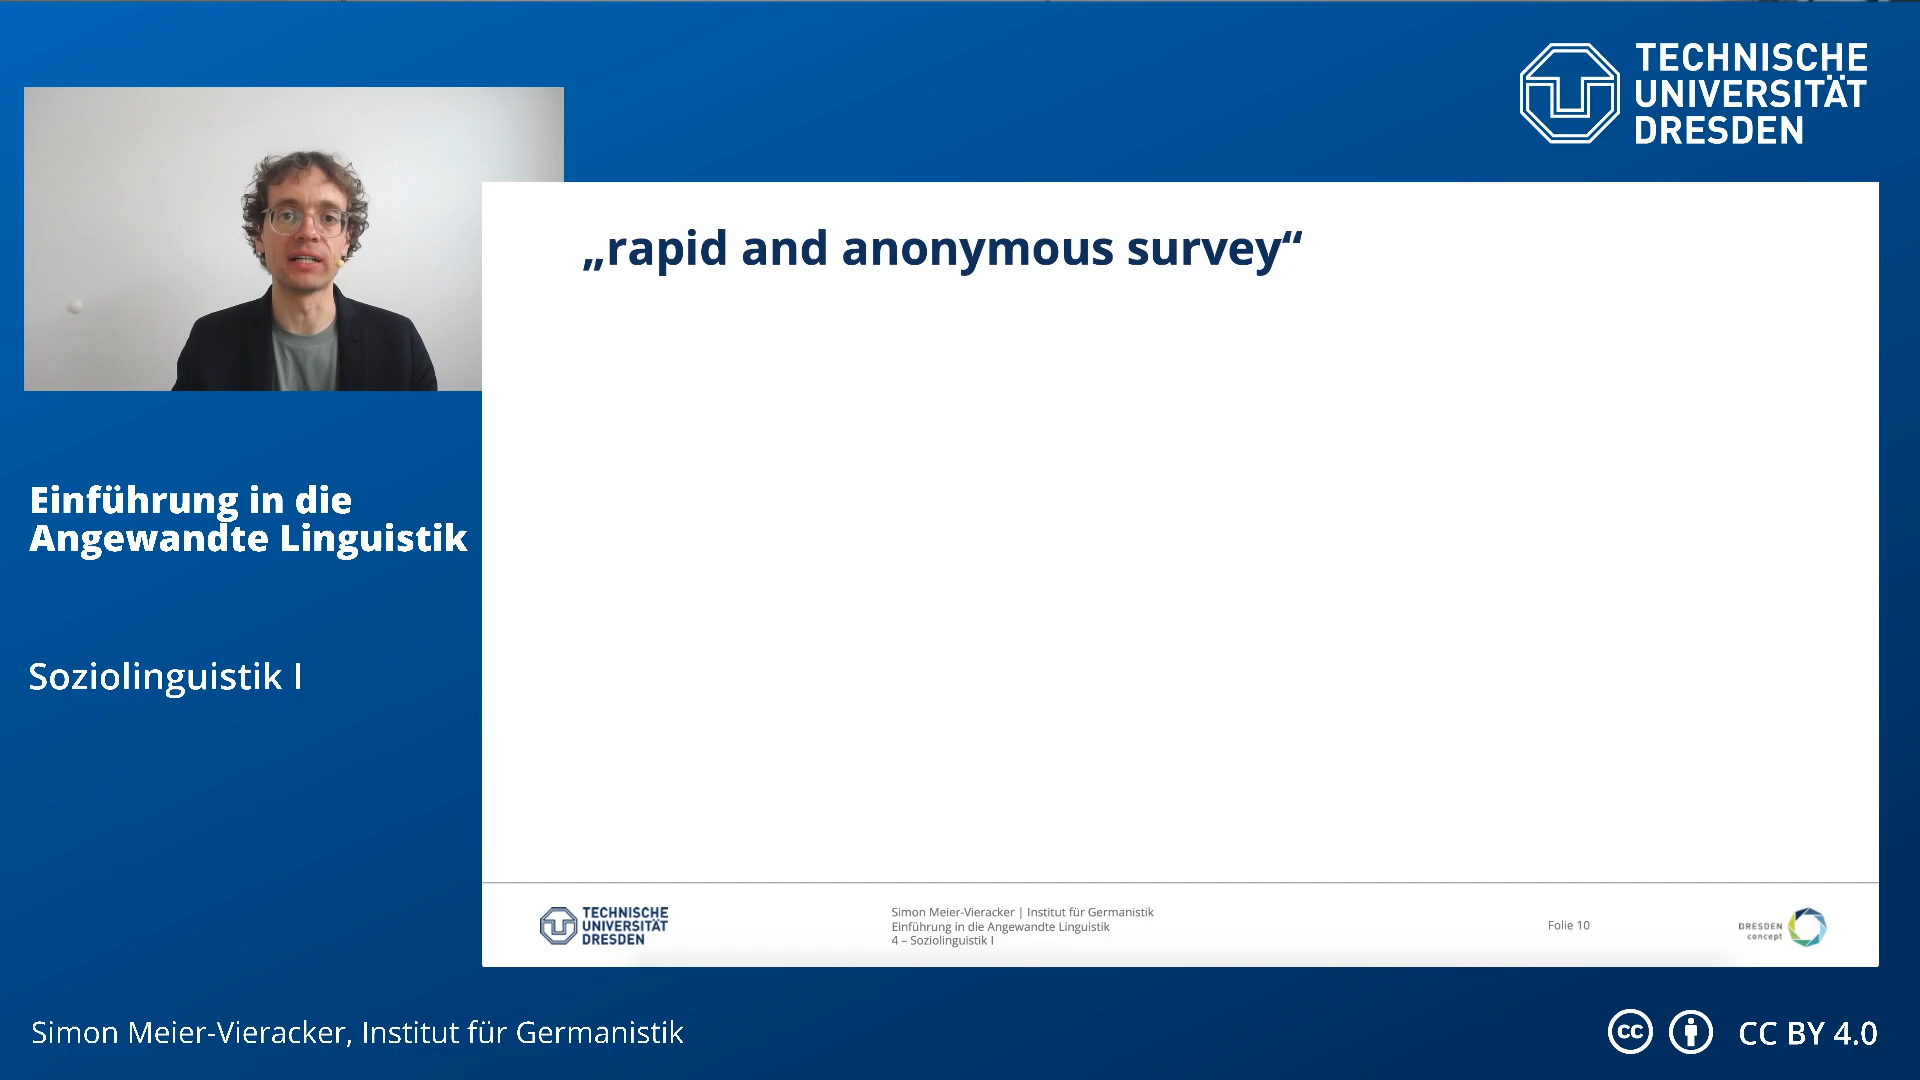 TECHNISCHE
UNIVERSITÄT
DRESDEN
„rapid and anonymous survey“
Einführung in die
Angewandte Linguistik
Soziolinguistik I
TECHNISCHE
UNIVERSITÄT
DRESDEN
Simon Meier-Vieracker | Institut für Germanistik
Einführung in die Angewandte Linguistik
4 – Soziolinguistik I
Folie 10
DRESDEN
concept
Simon Meier-Vieracker, Institut für Germanistik
cc
CC BY 4.0